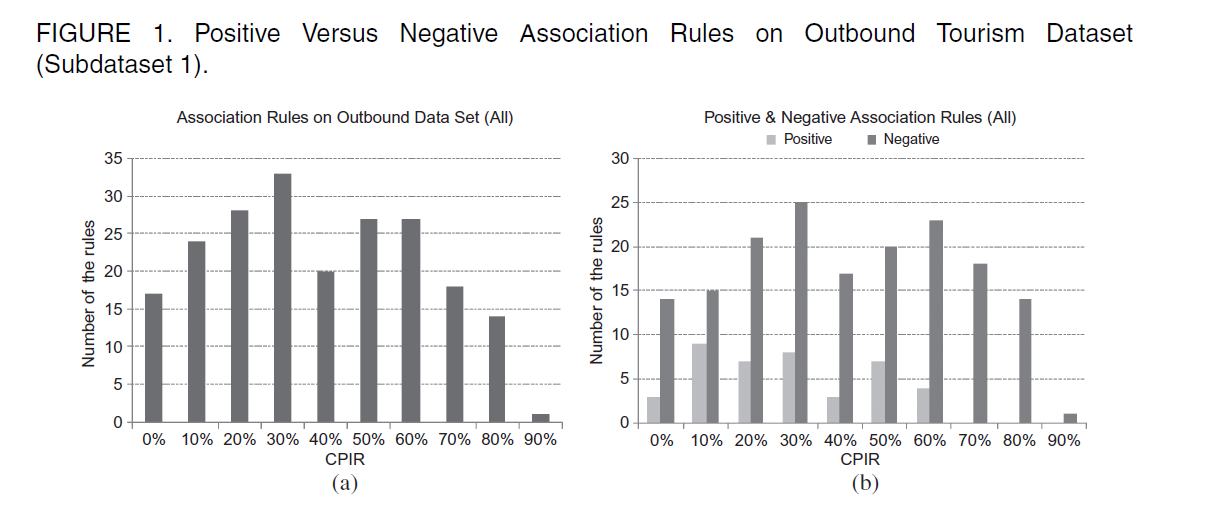 FIGURE 1. Positive Versus Negative Association Rules on Outbound Tourism Dataset
(Subdataset 1).
Association Rules on Outbound Data Set (All)
35
30
25
20
15
10
5
0
Number of the rules
0% 10% 20% 30% 40% 50% 60% 70% 80% 90%
CPIR
(a)
Positive & Negative Association Rules (All)
Positive Negative
30
25
20
15
10
5
0
Number of the rules
0% 10% 20% 30% 40% 50% 60% 70% 80% 90%
CPIR
(b)